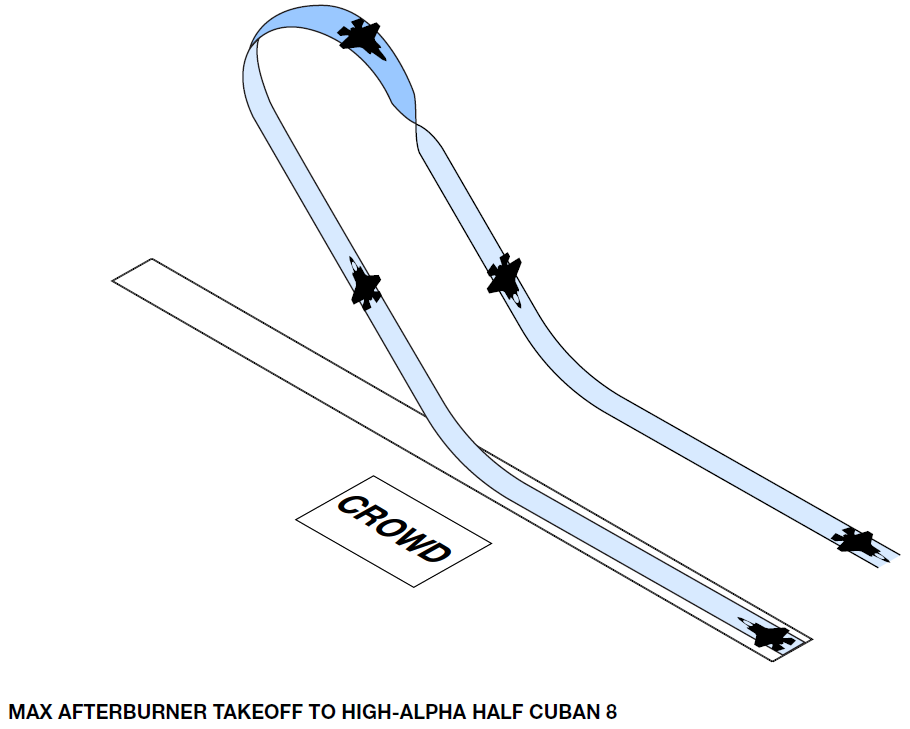 CROWD
MAX AFTERBURNER TAKEOFF TO HIGH-ALPHA HALF CUBAN 8